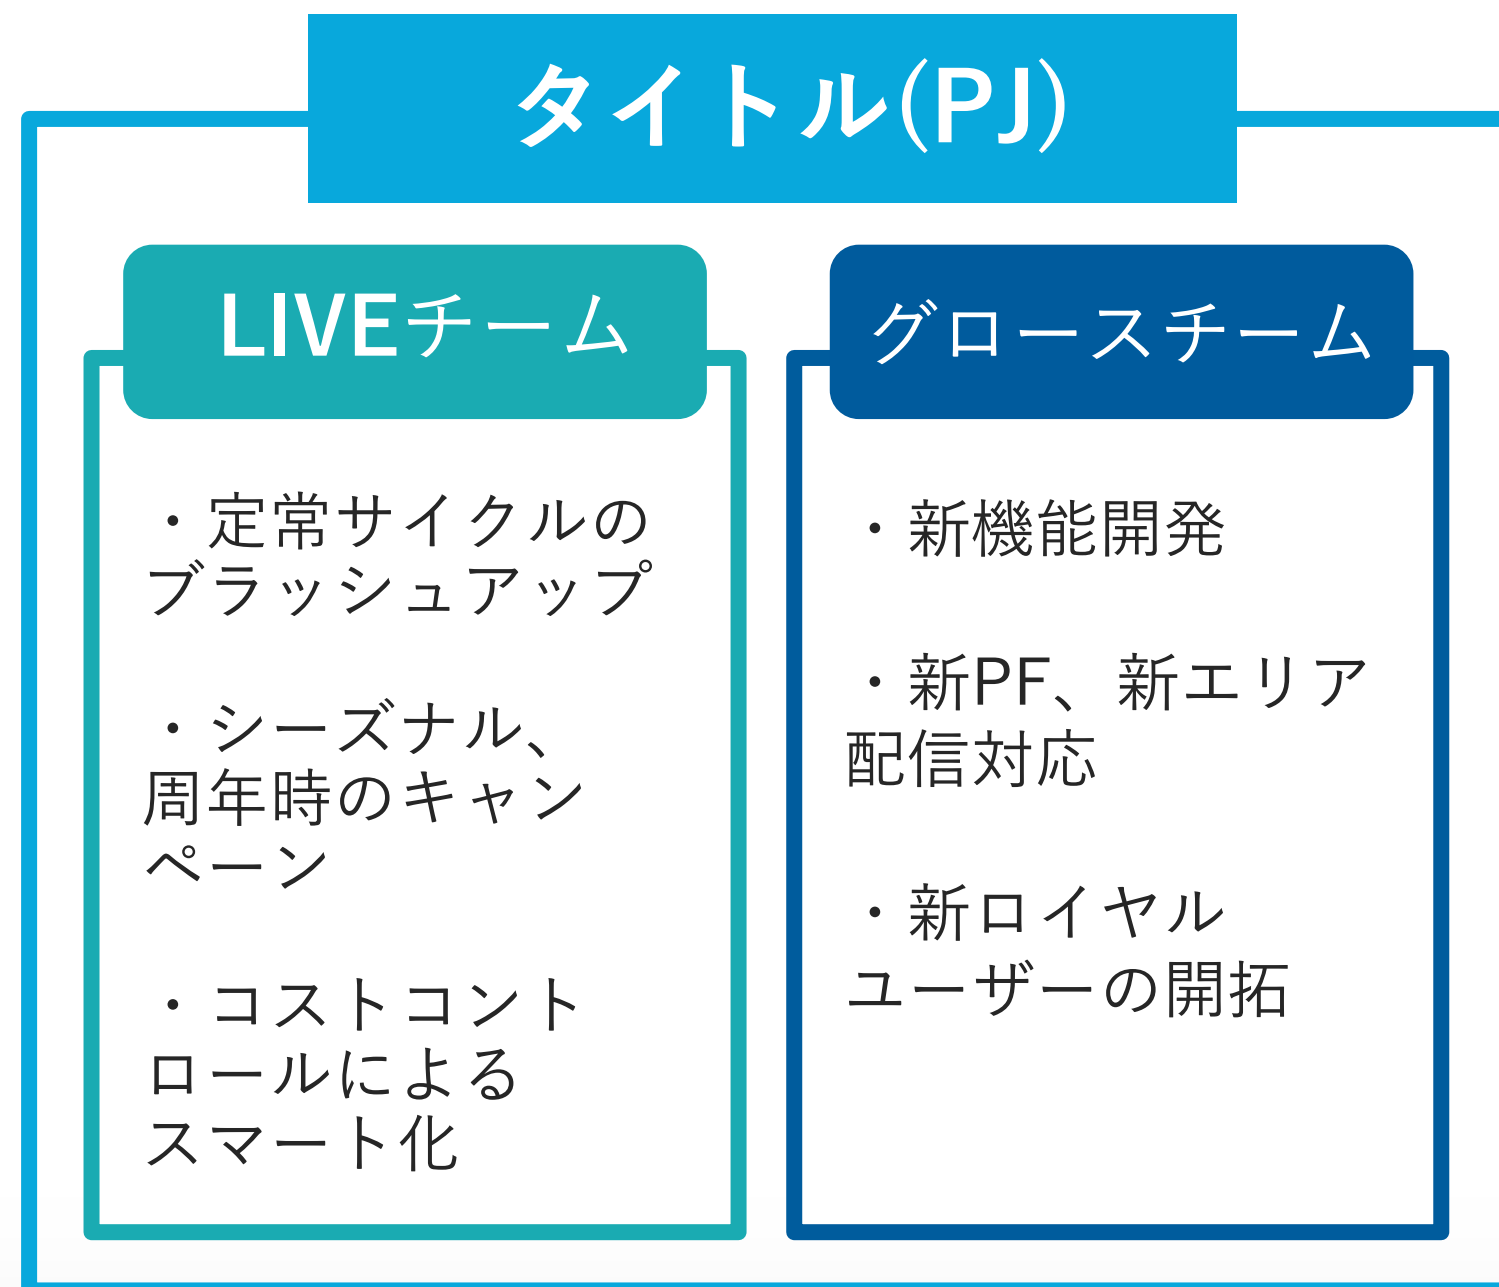 タイトル(PJ)
LIVEチーム
・定常サイクルの
ブラッシュアップ
・シーズナル、
周年時のキャン
ペーン
・コストコント
ロールによる
スマート化
グロースチーム
・新機能開発
・新PF、新エリア
配信対応
・新ロイヤル
ユーザーの開拓